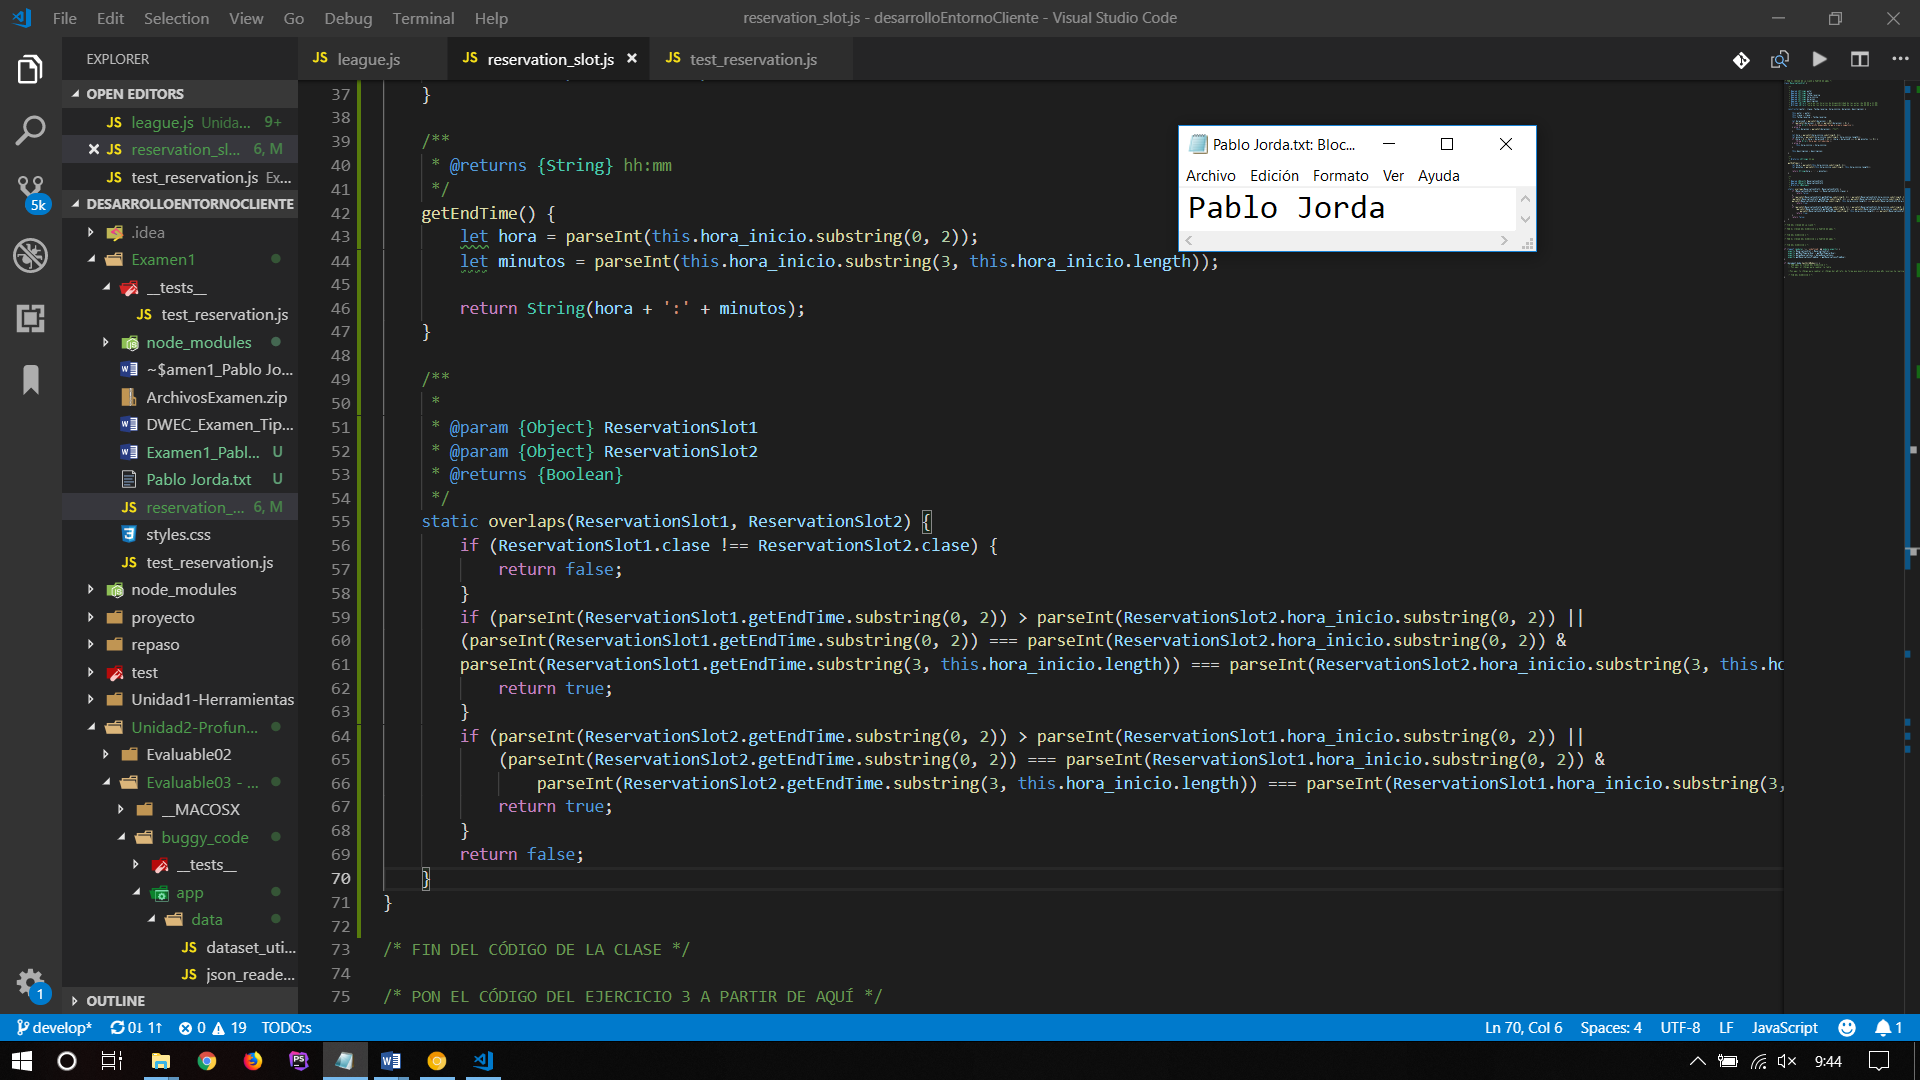 File Edit Selection View Go Debug Terminal Help
reservation_slot.js - desarrolloEntornoCliente - Visual Studio Code
EXPLORER
OPEN EDITORS
JS league.js Unida... 9+
JS reservation_sl... 6, M
JS test_reservation.js Ex...
DESARROLLOENTORNOCLIENTE
.idea
Examen1
__tests__
JS test_reservation.js
node_modules
~$amen1_Pablo Jo...
ArchivosExamen.zip
DWEC_Examen_Tip...
Examen1_Pabl... U
Pablo Jorda.txt U
JS reservation_... 6, M
styles.css
JS test_reservation.js
node_modules
proyecto
repaso
test
Unidad1-Herramientas
Unidad2-Profun...
Evaluable02
Evaluable03 - ...
__MACOSX
buggy_code
__tests__
app
data
JS dataset_uti...
JS json_reade...
OUTLINE
5k
1
JS league.js
JS reservation_slot.js
JS test_reservation.js
37 }
38
39 /**
40 * @returns {String} hh:mm
41 */
42 getEndTime() {
43 let hora = parseInt(this.hora_inicio.substring(0, 2));
44 let minutos = parseInt(this.hora_inicio.substring(3, this.hora_inicio.length));
45
46 return String(hora + ':' + minutos);
47 }
48
49 /**
50 *
51 * @param {Object} ReservationSlot1
52 * @param {Object} ReservationSlot2
53 * @returns {Boolean}
54 */
55 static overlaps(ReservationSlot1, ReservationSlot2) {
56 if (ReservationSlot1.clase !== ReservationSlot2.clase) {
57 return false;
58 }
59 if (parseInt(ReservationSlot1.getEndTime.substring(0, 2)) > parseInt(ReservationSlot2.hora_inicio.substring(0, 2)) ||
60 (parseInt(ReservationSlot1.getEndTime.substring(0, 2)) === parseInt(ReservationSlot2.hora_inicio.substring(0, 2)) &
61 parseInt(ReservationSlot1.getEndTime.substring(3, this.hora_inicio.length)) === parseInt(ReservationSlot2.hora_inicio.substring(3, this.ho
62 return true;
63 }
64 if (parseInt(ReservationSlot2.getEndTime.substring(0, 2)) > parseInt(ReservationSlot1.hora_inicio.substring(0, 2)) ||
65 (parseInt(ReservationSlot2.getEndTime.substring(0, 2)) === parseInt(ReservationSlot1.hora_inicio.substring(0, 2)) &
66 parseInt(ReservationSlot2.getEndTime.substring(3, this.hora_inicio.length)) === parseInt(ReservationSlot1.hora_inicio.substring(3,
67 return true;
68 }
69 return false;
70 }
71 }
72
73 /* FIN DEL CÓDIGO DE LA CLASE */
74
75 /* PON EL CÓDIGO DEL EJERCICIO 3 A PARTIR DE AQUÍ */
Pablo Jorda.txt: Bloc...
Archivo Edición Formato Ver Ayuda
Pablo Jorda
develop* 0↓ 1↑ 0 19 TODO:s
Ln 70, Col 6 Spaces: 4 UTF-8 LF JavaScript 1
PS
9:44